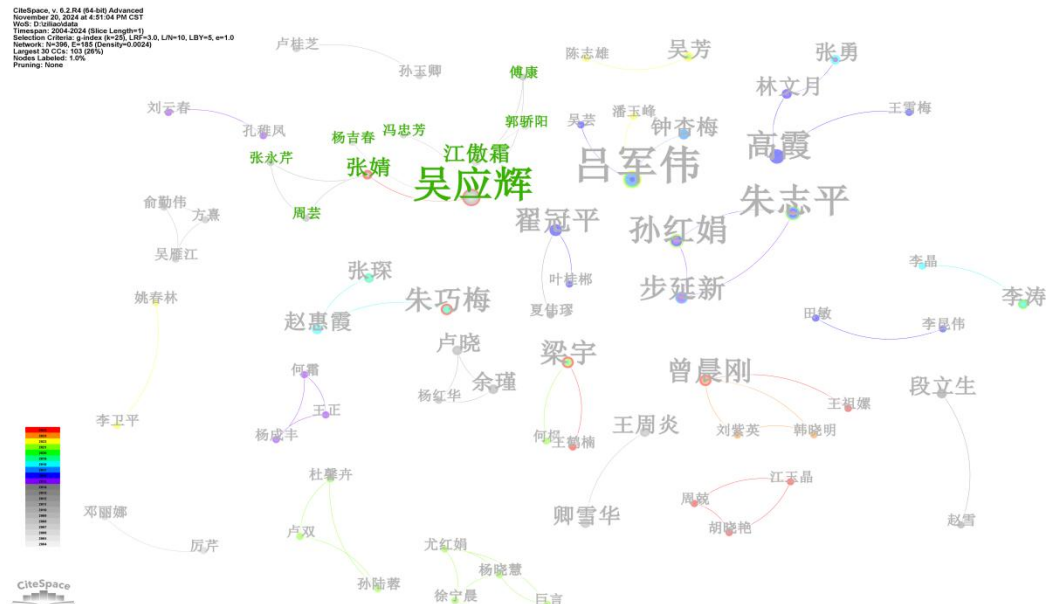 CiteSpace, v. 6.2.R4 (64-bit) Advanced
November 20, 2024 at 4:51:04 PM CST
WoS: D:\ziliao\data
Timespan: 2004-2024 (Slice Length=1)
Selection Criteria: g-index (k=25), LRF=3.0, L/N=10, LBY=5, e=1.0
Network: N=396, E=185 (Density=0.0024)
Largest 30 CCs: 103 (26%)
Nodes Labeled: 1.0%
Pruning: None
卢桂芝
孙玉卿
陈志雄
吴芳
张勇
傅康
林文月
刘云春
郭骄阳
潘玉峰
吴芸
钟杏梅
王雪梅
孔稚凤
杨吉春
冯忠芳
江傲霜
高霞
张永芹
张婧
吴应辉
吕军伟
俞勤伟
方熹
周芸
翟冠平
孙红娟
朱志平
吴雁江
张琛
叶桂郴
步延新
李晶
姚春林
赵惠霞
朱巧梅
夏伟瑮
李涛
田敏
李昆伟
卢晓
梁宇
曾晨刚
何霜
余瑾
杨红华
段立生
王正
王祖嫘
李卫平
杨成丰
何
王鹤楠
王周炎
刘紫英
韩晓明
杜馨卉
江玉晶
周兢
邓丽娜
卿雪华
胡晓艳
赵雪
卢双
厉芹
尤红娟
杨晓慧
孙陆蓉
徐宁晨
巨言
CiteSpace